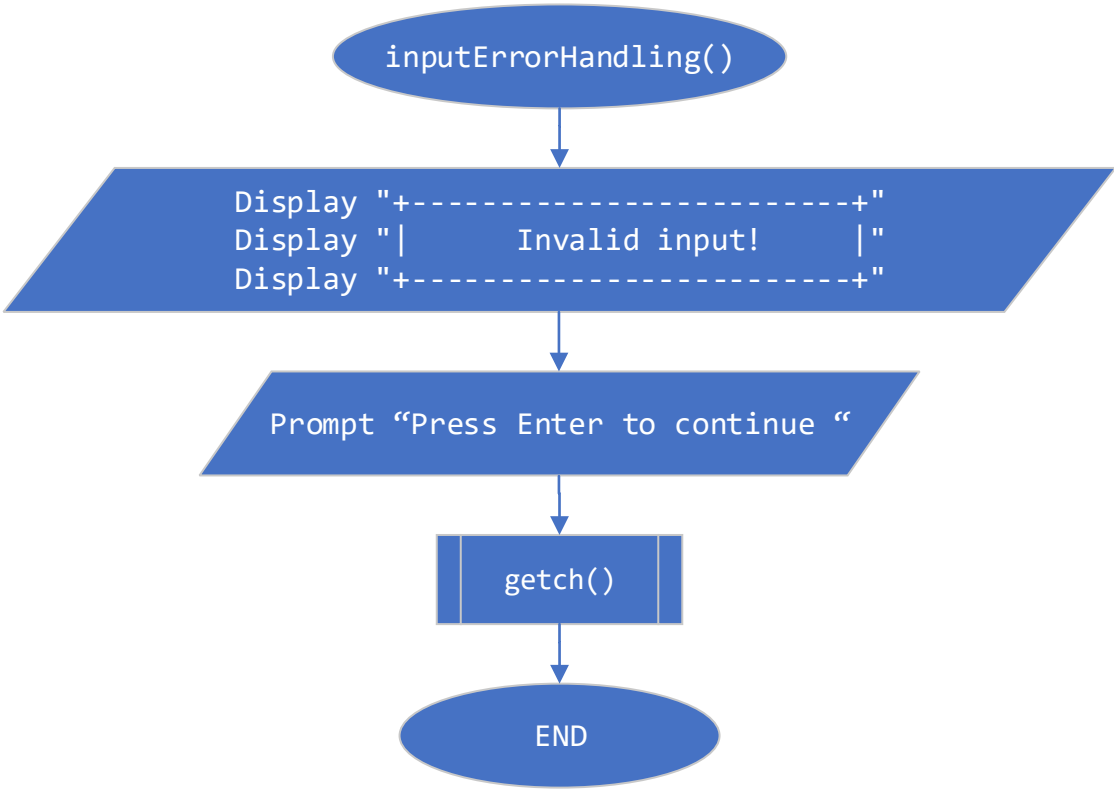 inputErrorHandling()
Display "+-------------------------+"
Display "|      Invalid input!     |"
Display "+-------------------------+"
Prompt “Press Enter to continue “
getch()
END